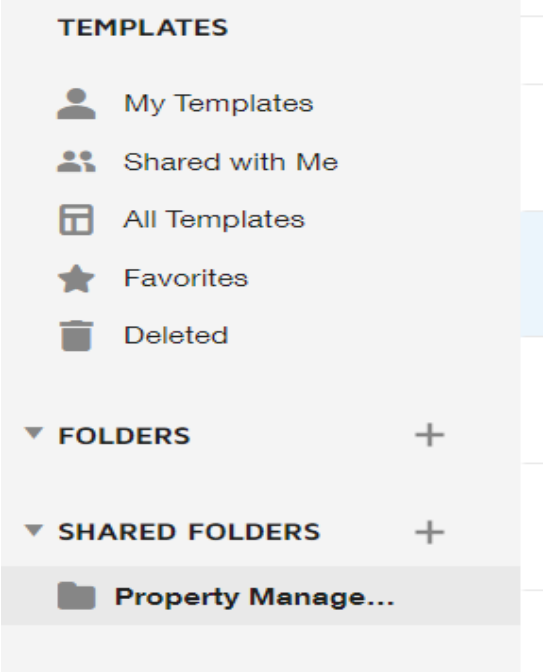 TEMPLATES
My Templates
Shared with Me
All Templates
Favorites
Deleted
FOLDERS
SHARED FOLDERS
Property Manage...